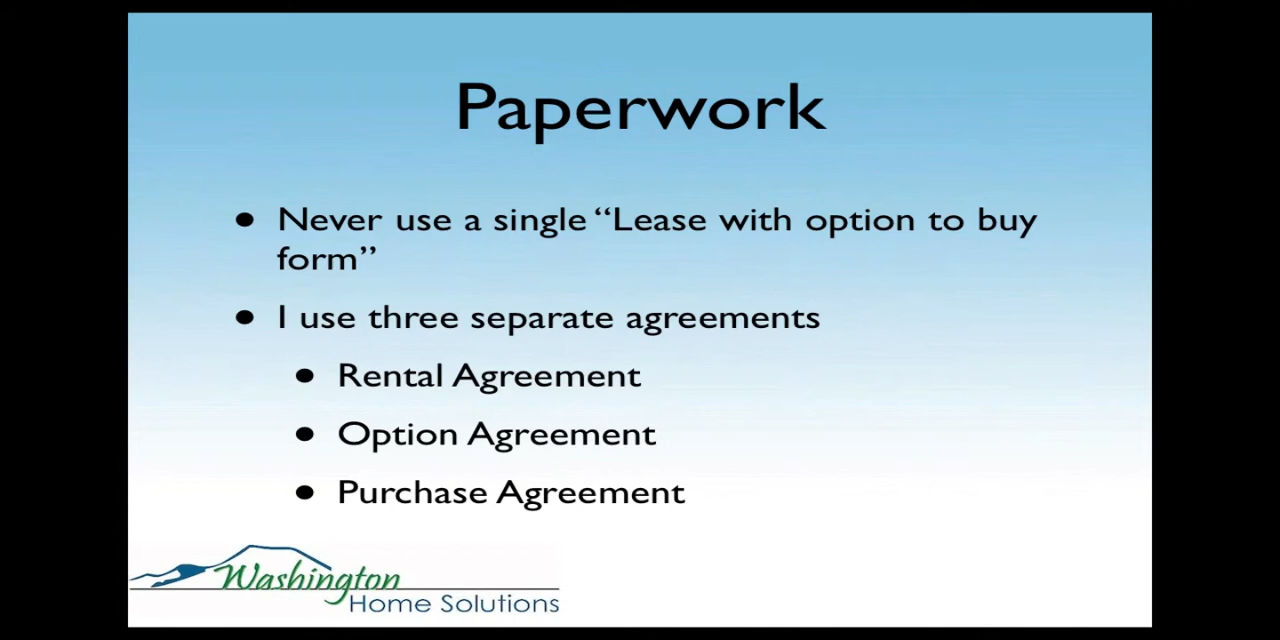 Paperwork
● Never use a single “Lease with option to buy
form”
● I use three separate agreements
● Rental Agreement
● Option Agreement
● Purchase Agreement
Washington
Home Solutions